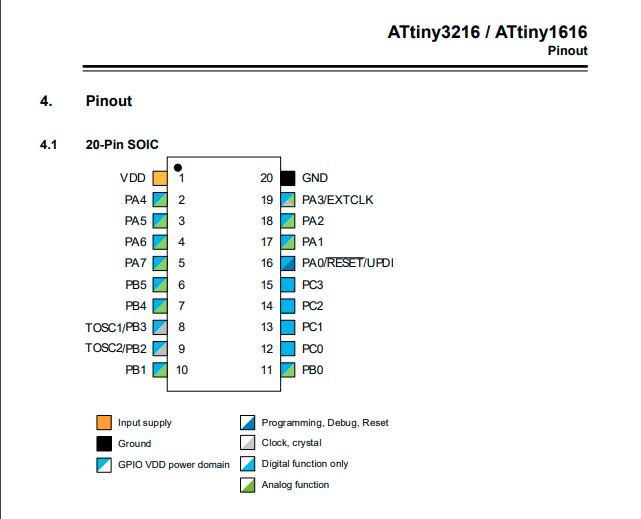 ATtiny3216 / ATtiny1616
Pinout
4. Pinout
4.1 20-Pin SOIC
VDD 1 20 GND
PA4 2 19 PA3/EXTCLK
PA5 3 18 PA2
PA6 4 17 PA1
PA7 5 16 PA0/RESET/UPDI
PB5 6 15 PC3
PB4 7 14 PC2
TOSC1/PB3 8 13 PC1
TOSC2/PB2 9 12 PC0
PB1 10 11 PB0
Input supply Programming, Debug, Reset
Ground Clock, crystal
GPIO VDD power domain Digital function only
Analog function